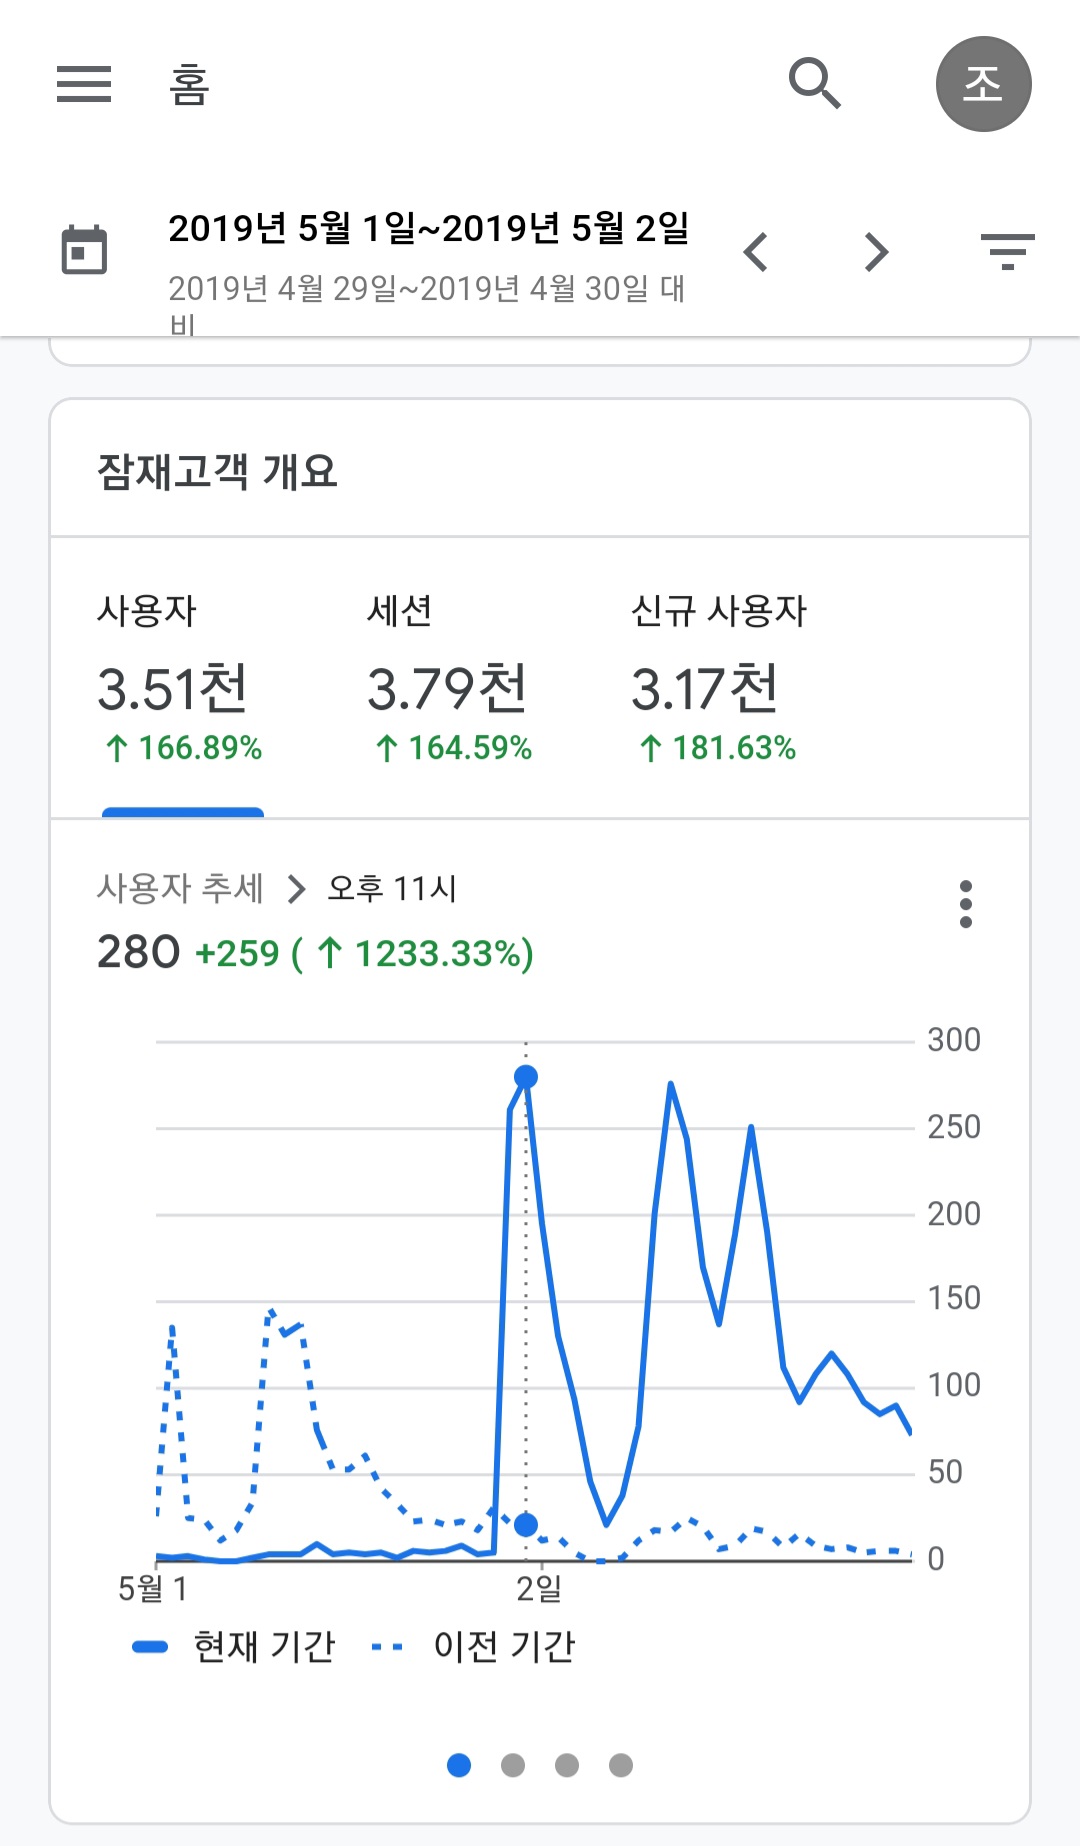 홈
조
2019년 5월 1일~2019년 5월 2일
2019년 4월 29일~2019년 4월 30일 대
비
잠재고객 개요
사용자 세션 신규 사용자
3.51천 3.79천 3.17천
↑ 166.89% ↑ 164.59% ↑ 181.63%
사용자 추세 > 오후 11시
280 +259 ( ↑ 1233.33%)
300
250
200
150
100
50
0
5월 1 2일
현재 기간 이전 기간